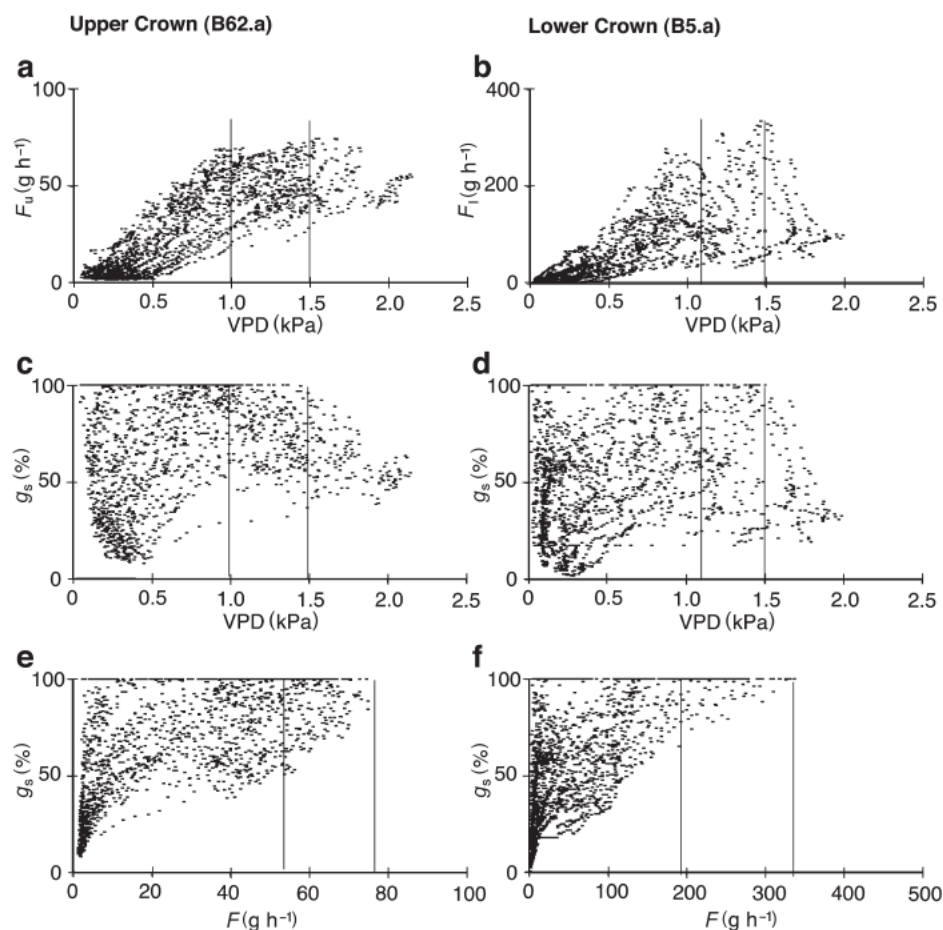 Upper Crown (B62.a)
Lower Crown (B5.a)
a
100
50
0
Fu (g h⁻¹)
0 0.5 1.0 1.5 2.0 2.5
VPD (kPa)
b
400
200
0
Fl (g h⁻¹)
0 0.5 1.0 1.5 2.0 2.5
VPD (kPa)
c
100
50
0
gs (%)
0 0.5 1.0 1.5 2.0 2.5
VPD (kPa)
d
100
50
0
gs (%)
0 0.5 1.0 1.5 2.0 2.5
VPD (kPa)
e
100
50
0
gs (%)
0 20 40 60 80 100
F (g h⁻¹)
f
100
50
0
gs (%)
0 100 200 300 400 500
F (g h⁻¹)